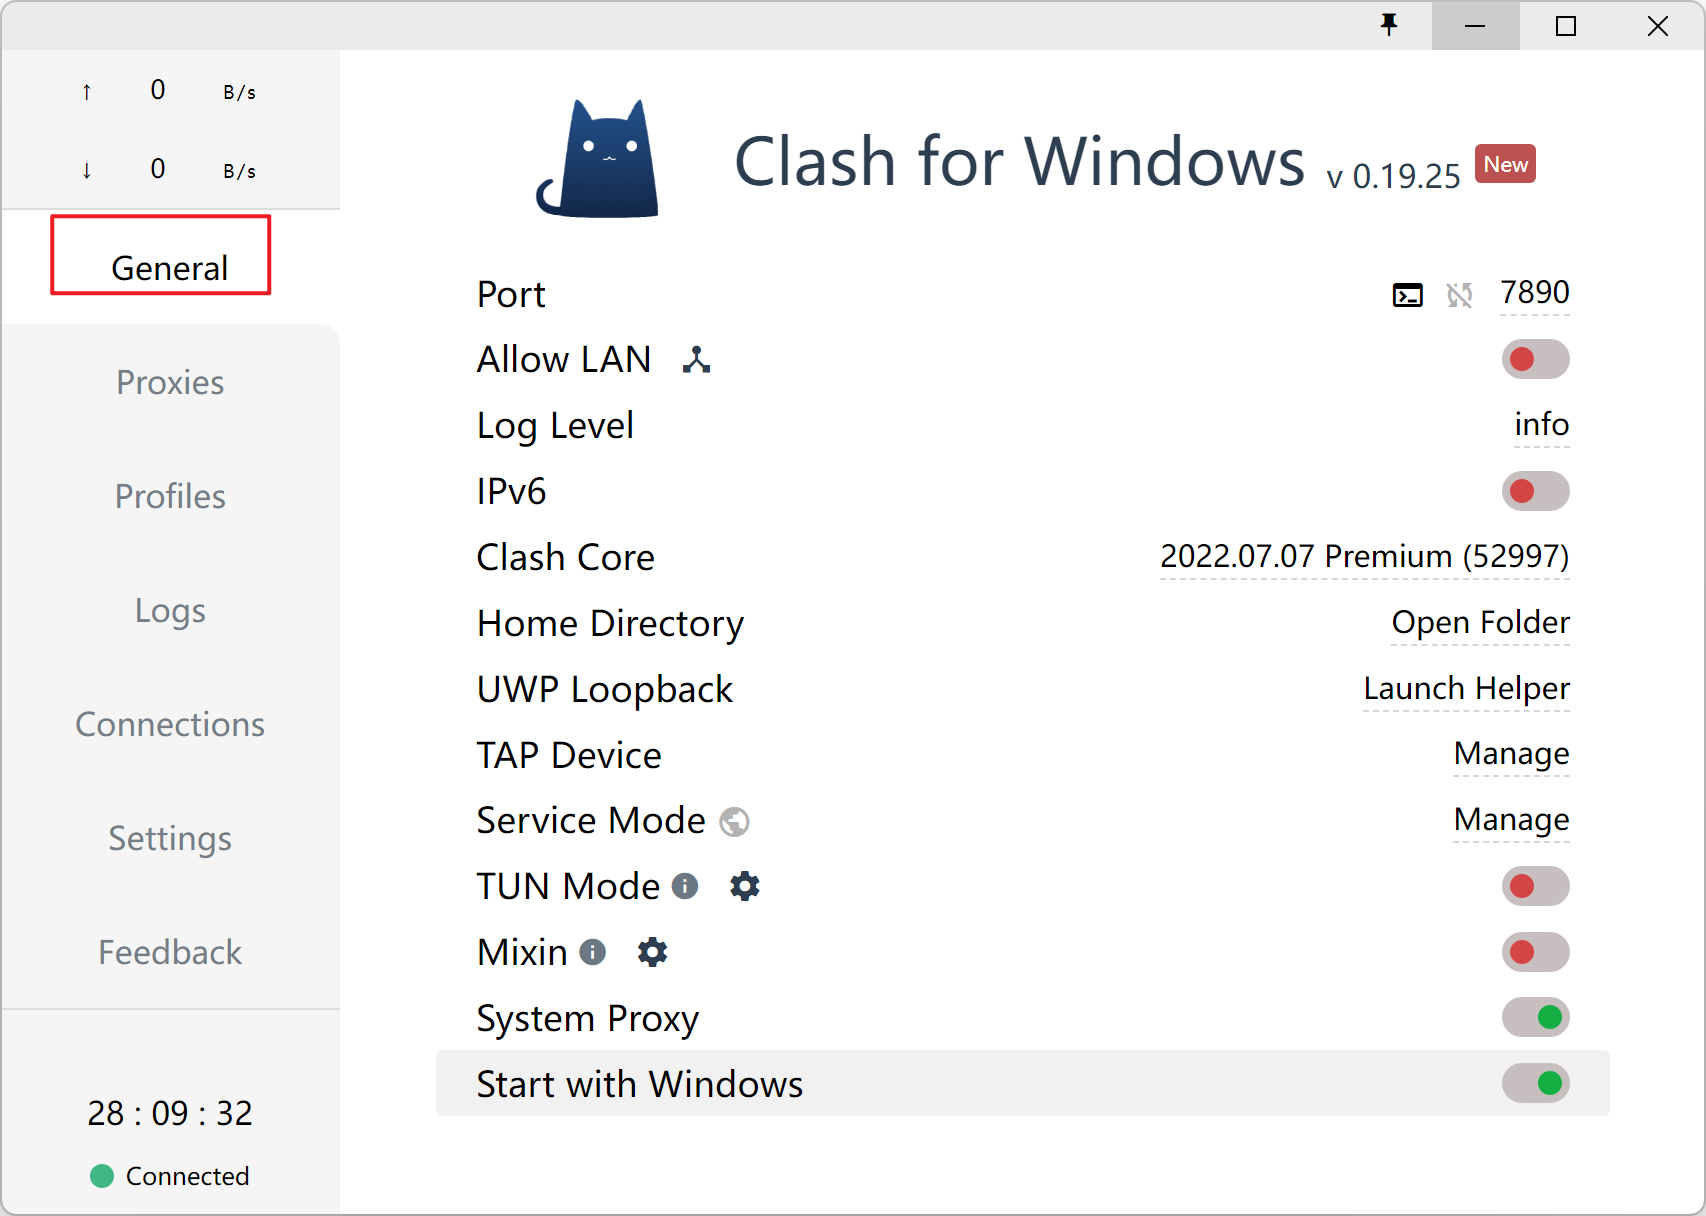 ↑ 0 B/s
↓ 0 B/s
General
Proxies
Profiles
Logs
Connections
Settings
Feedback
28 : 09 : 32
Connected
Clash for Windows v 0.19.25 New
Port 7890
Allow LAN
Log Level info
IPv6
Clash Core 2022.07.07 Premium (52997)
Home Directory Open Folder
UWP Loopback Launch Helper
TAP Device Manage
Service Mode Manage
TUN Mode
Mixin
System Proxy
Start with Windows